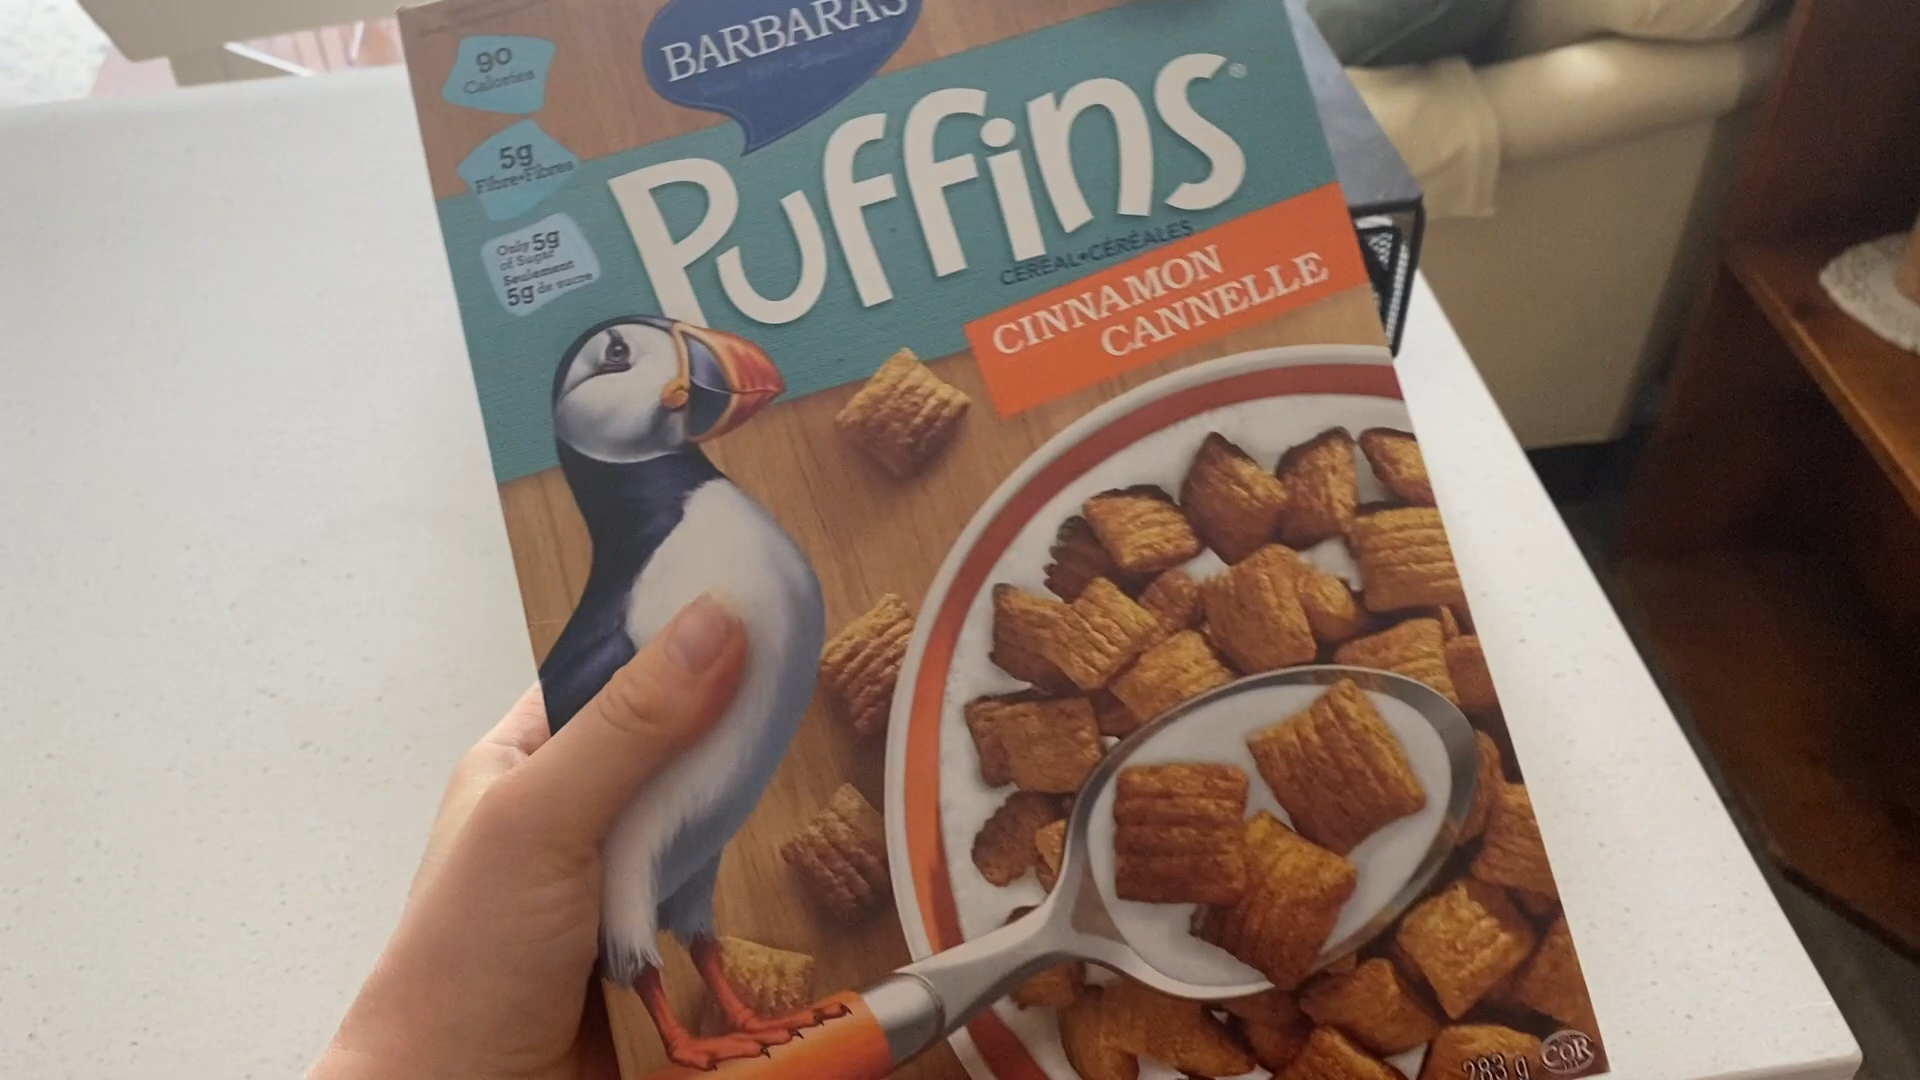 BARBARA'S
90
Calories
5g
Fibre•Fibres
Only 5g
of Sugar
Seulement
5g de sucre
Puffins®
CEREAL•CÉRÉALES
CINNAMON
CANNELLE
283 g
COR